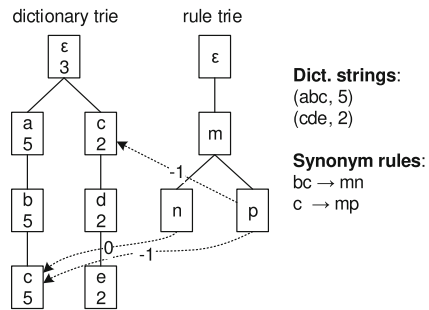 dictionary trie
rule trie
ε
3
ε
a
5
c
2
m
Dict. strings:
(abc, 5)
(cde, 2)
Synonym rules:
bc → mn
c → mp
-1
b
5
d
2
n
p
0
-1
c
5
e
2